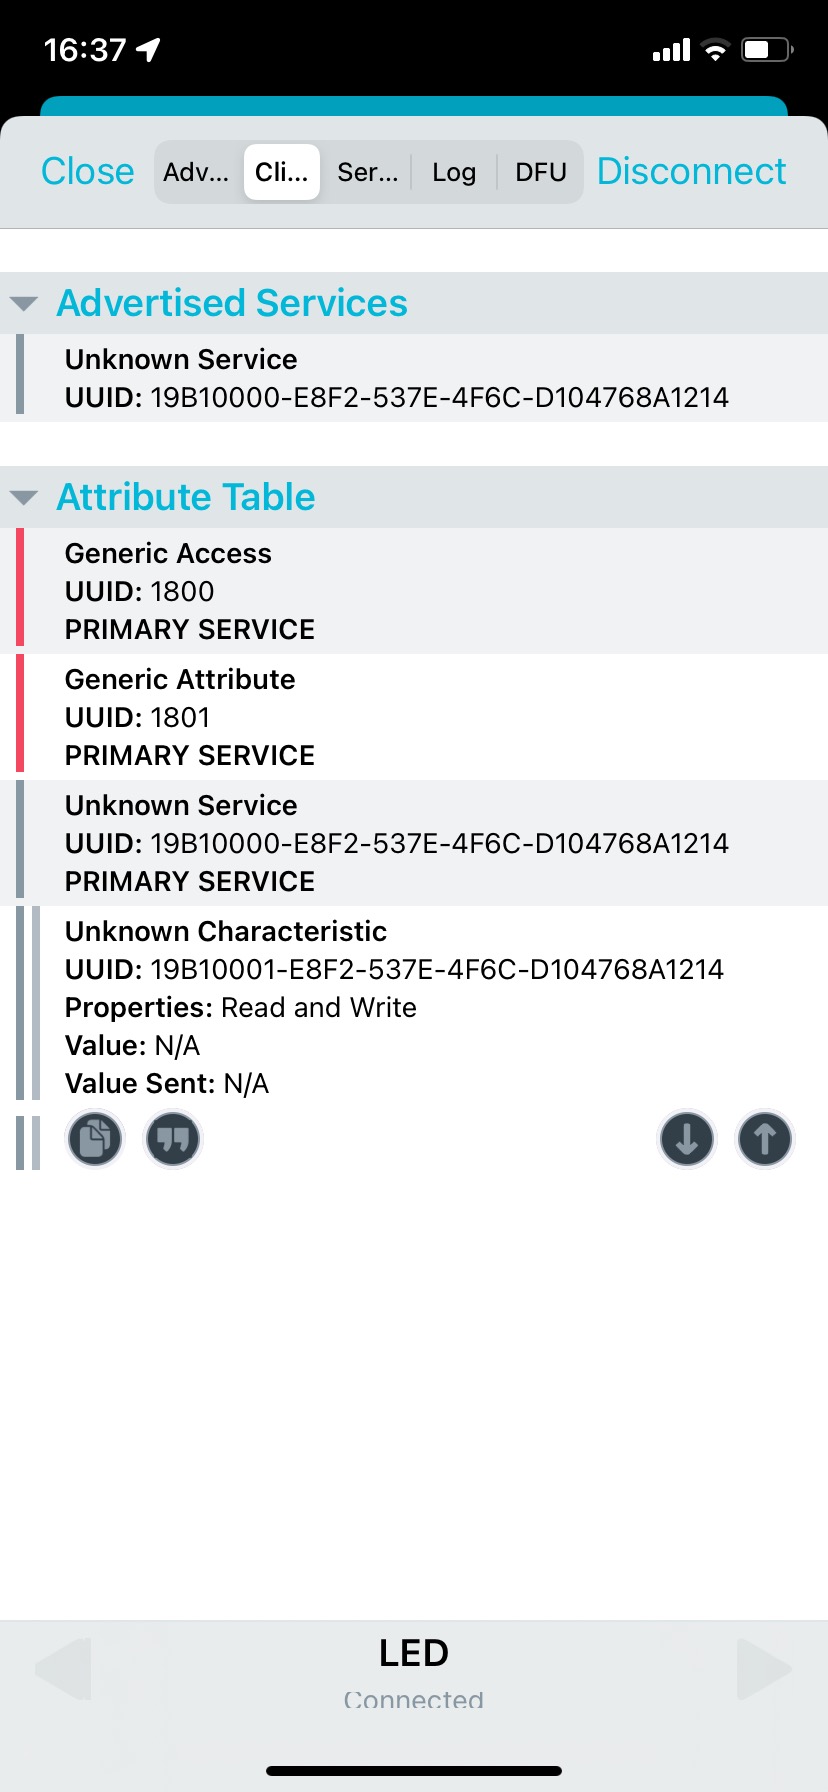 16:37
Close Adv... Cli... Ser... Log DFU Disconnect
Advertised Services
Unknown Service
UUID: 19B10000-E8F2-537E-4F6C-D104768A1214
Attribute Table
Generic Access
UUID: 1800
PRIMARY SERVICE
Generic Attribute
UUID: 1801
PRIMARY SERVICE
Unknown Service
UUID: 19B10000-E8F2-537E-4F6C-D104768A1214
PRIMARY SERVICE
Unknown Characteristic
UUID: 19B10001-E8F2-537E-4F6C-D104768A1214
Properties: Read and Write
Value: N/A
Value Sent: N/A
LED
Connected